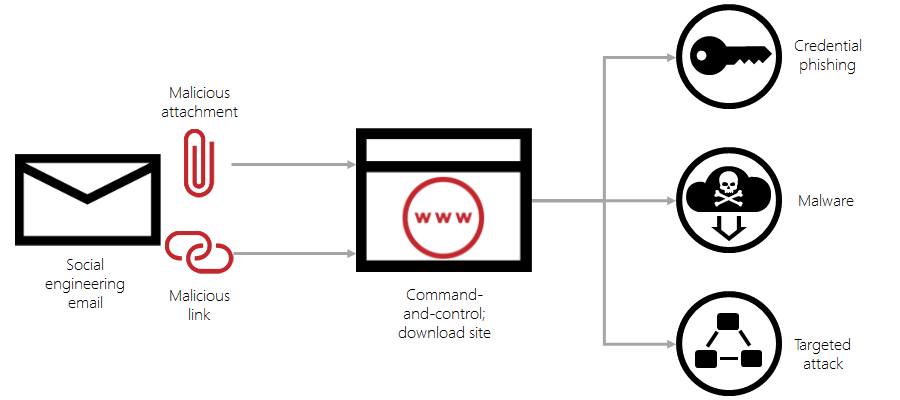 Social
engineering
email
Malicious
attachment
Malicious
link
www
Command-
and-control;
download site
Credential
phishing
Malware
Targeted
attack